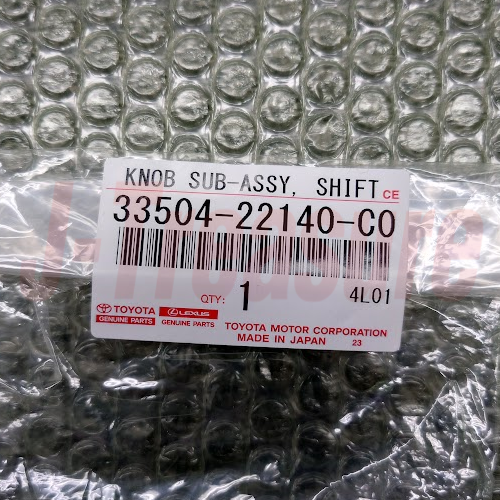 KNOB SUB-ASSY, SHIFT CE
33504-22140-C0
QTY: 1 4L01
TOYOTA LEXUS
GENUINE PARTS GENUINE PARTS
TOYOTA MOTOR CORPORATION
MADE IN JAPAN 23